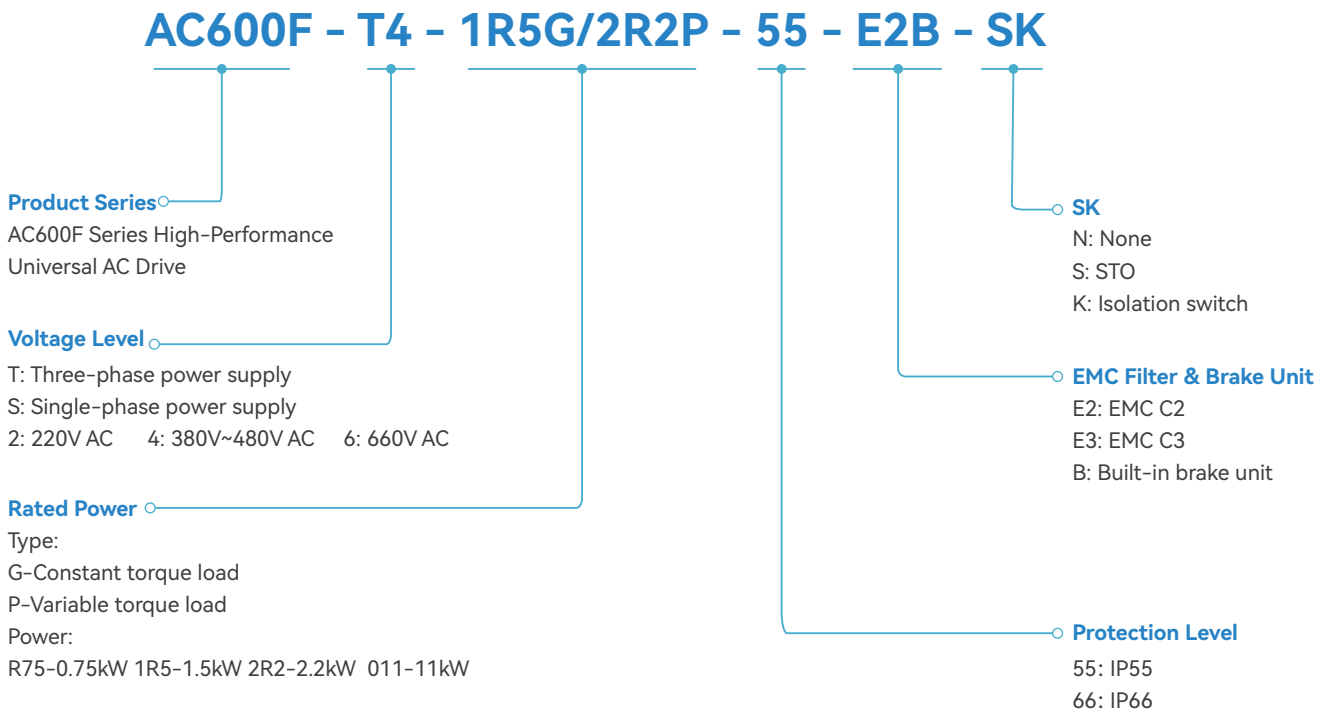 AC600F - T4 - 1R5G/2R2P - 55 - E2B - SK
Product Series
AC600F Series High-Performance
Universal AC Drive
Voltage Level
T: Three-phase power supply
S: Single-phase power supply
2: 220V AC 4: 380V~480V AC 6: 660V AC
Rated Power
Type:
G-Constant torque load
P-Variable torque load
Power:
R75-0.75kW 1R5-1.5kW 2R2-2.2kW 011-11kW
SK
N: None
S: STO
K: Isolation switch
EMC Filter & Brake Unit
E2: EMC C2
E3: EMC C3
B: Built-in brake unit
Protection Level
55: IP55
66: IP66